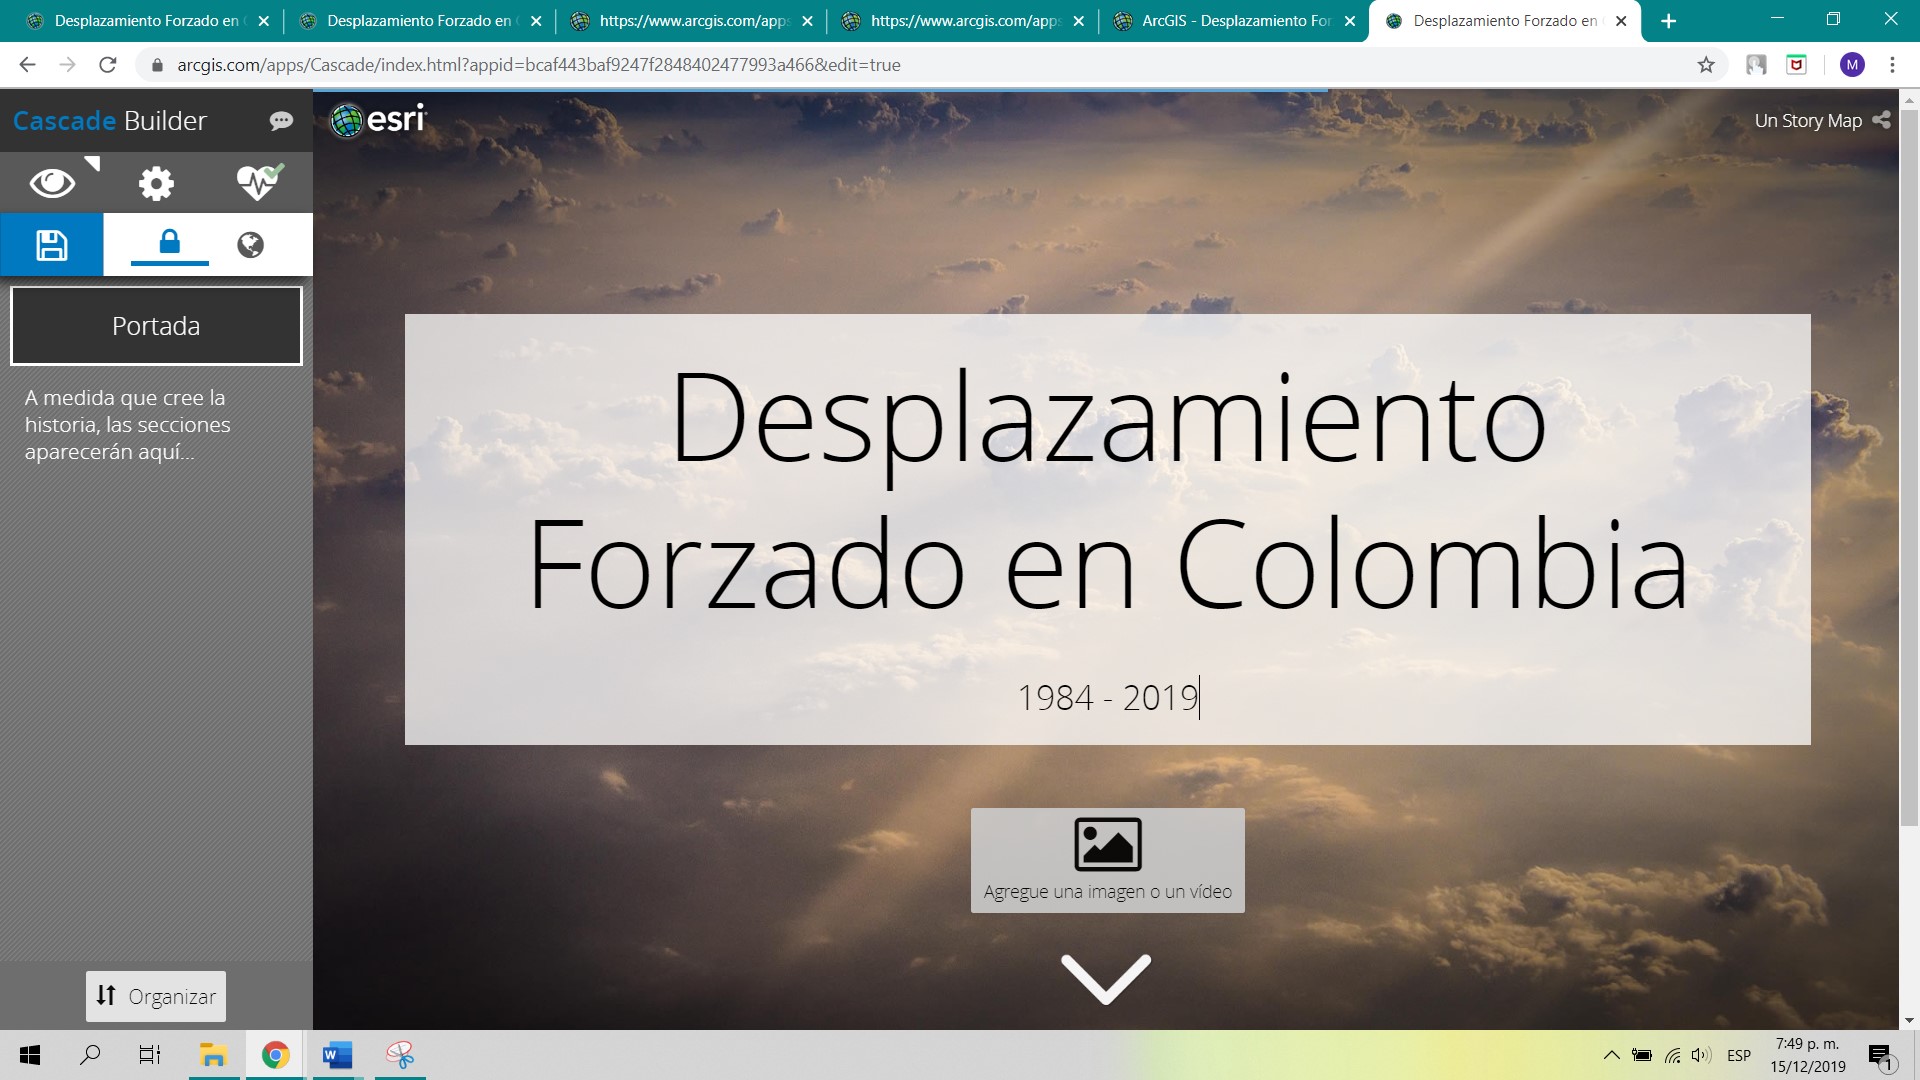 Desplazamiento Forzado en
Desplazamiento Forzado en
https://www.arcgis.com/apps
https://www.arcgis.com/apps
ArcGIS - Desplazamiento For
Desplazamiento Forzado en
arcgis.com/apps/Cascade/index.html?appid=bcaf443baf9247f2848402477993a466&edit=true
M
Cascade Builder
esri
Un Story Map
Portada
A medida que cree la
historia, las secciones
aparecerán aquí...
Desplazamiento
Forzado en Colombia
1984 - 2019
Agregue una imagen o un vídeo
Organizar
W
ESP
7:49 p. m.
15/12/2019
1